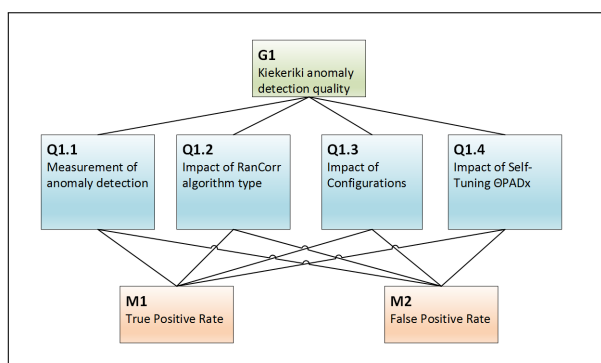 G1
Kiekeriki anomaly
detection quality
Q1.1
Measurement of
anomaly detection
Q1.2
Impact of RanCorr
algorithm type
Q1.3
Impact of
Configurations
Q1.4
Impact of Self-
Tuning ΘPADx
M1
True Positive Rate
M2
False Positive Rate